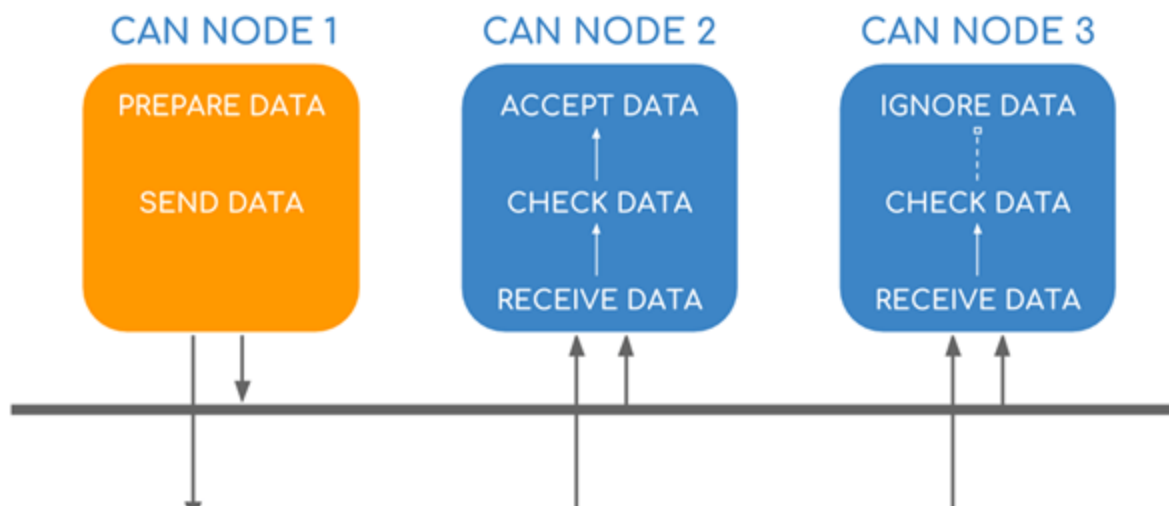 CAN NODE 1
PREPARE DATA
SEND DATA
CAN NODE 2
ACCEPT DATA
CHECK DATA
RECEIVE DATA
CAN NODE 3
IGNORE DATA
CHECK DATA
RECEIVE DATA